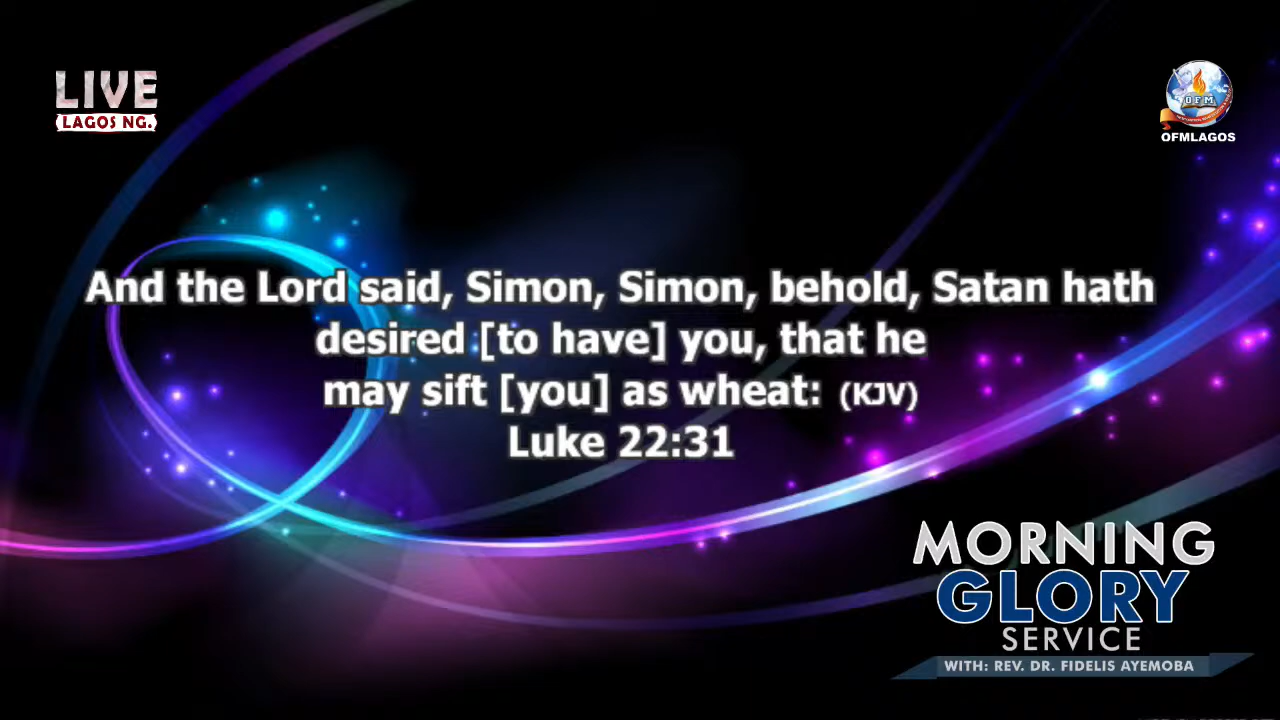 LIVE
LAGOS NG.
OFM
OFMLAGOS
And the Lord said, Simon, Simon, behold, Satan hath
desired [to have] you, that he
may sift [you] as wheat: (KJV)
Luke 22:31
MORNING
GLORY
SERVICE
WITH: REV. DR. FIDELIS AYEMOBA